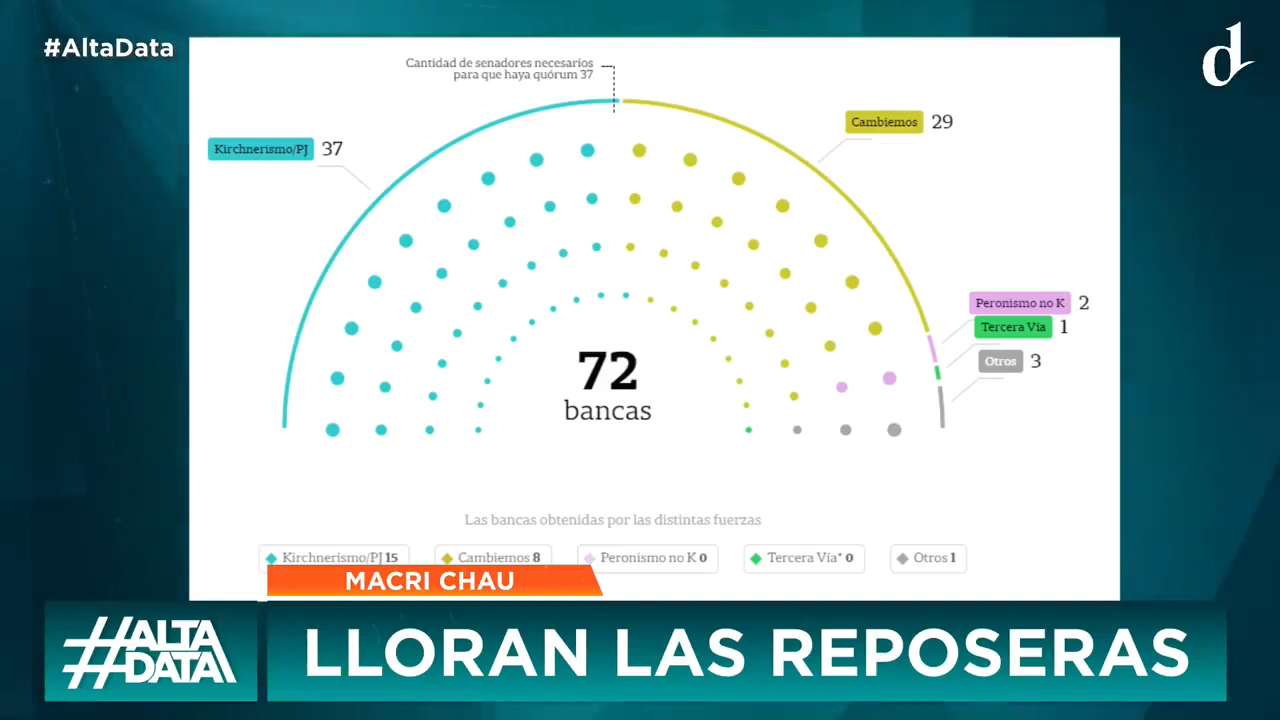 #AltaData
Cantidad de senadores necesarios
para que haya quórum 37
Cambiemos 29
Kirchnerismo/PJ 37
Peronismo no K 2
Tercera Vía 1
Otros 3
72
bancas
Las bancas obtenidas por las distintas fuerzas
Kirchnerismo/PJ 15 Cambiemos 8 Peronismo no K 0 Tercera Vía* 0 Otros 1
MACRI CHAU
#ALTA
DATA
LLORAN LAS REPOSERAS